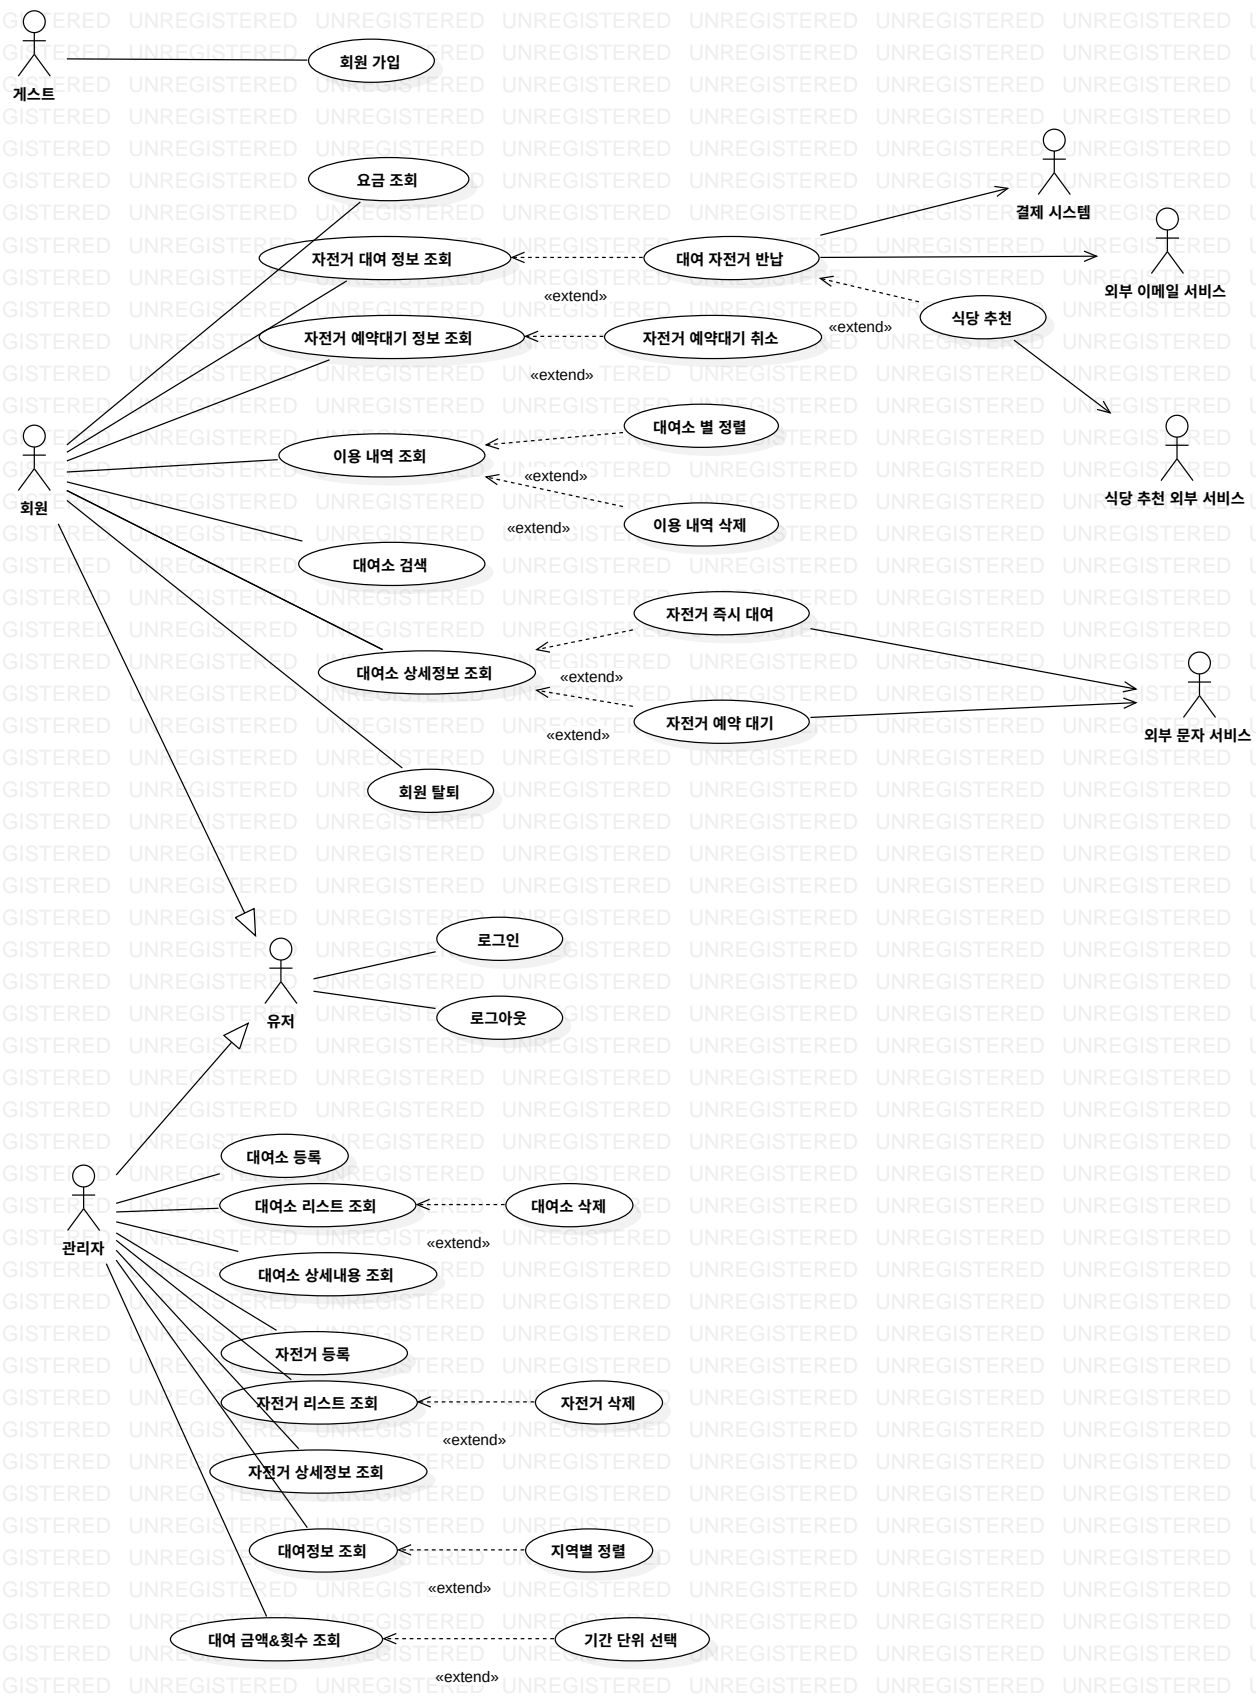 게스트
회원 가입
요금 조회
결제 시스템
자전거 대여 정보 조회
대여 자전거 반납
외부 이메일 서비스
«extend»
식당 추천
«extend»
자전거 예약대기 정보 조회
자전거 예약대기 취소
«extend»
대여소 별 정렬
이용 내역 조회
«extend»
식당 추천 외부 서비스
회원
이용 내역 삭제
«extend»
대여소 검색
자전거 즉시 대여
대여소 상세정보 조회
«extend»
자전거 예약 대기
«extend»
외부 문자 서비스
회원 탈퇴
로그인
로그아웃
유저
대여소 등록
대여소 리스트 조회
대여소 삭제
«extend»
관리자
대여소 상세내용 조회
자전거 등록
자전거 리스트 조회
자전거 삭제
«extend»
자전거 상세정보 조회
대여정보 조회
지역별 정렬
«extend»
대여 금액&횟수 조회
기간 단위 선택
«extend»
UNREGISTERED